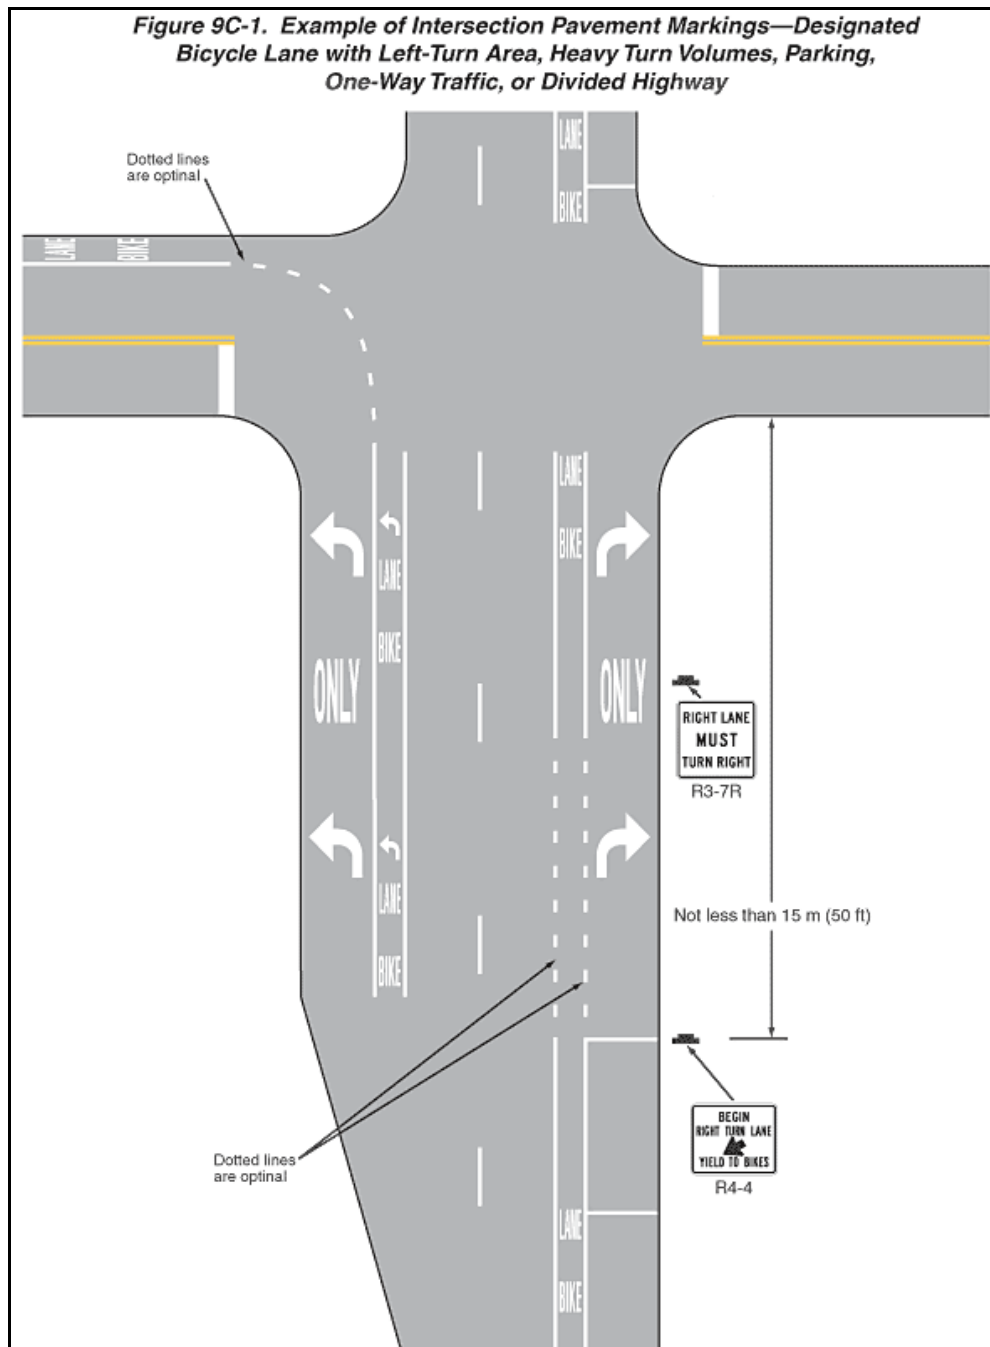 Figure 9C-1. Example of Intersection Pavement Markings—Designated
Bicycle Lane with Left-Turn Area, Heavy Turn Volumes, Parking,
One-Way Traffic, or Divided Highway
LANE
BIKE
Dotted lines
are optinal
LANE
BIKE
LANE
BIKE
LANE
BIKE
ONLY
ONLY
RIGHT LANE
MUST
TURN RIGHT
R3-7R
LANE
BIKE
Not less than 15 m (50 ft)
BEGIN
RIGHT TURN LANE
YIELD TO BIKES
R4-4
Dotted lines
are optinal
LANE
BIKE